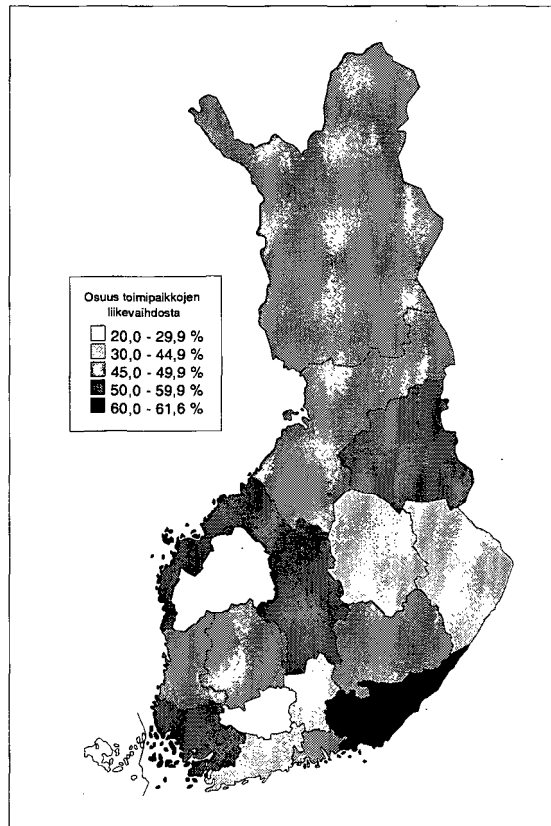 Osuus toimipaikkojen
liikevaihdosta
20,0 - 29,9 %
30,0 - 44,9 %
45,0 - 49,9 %
50,0 - 59,9 %
60,0 - 61,6 %